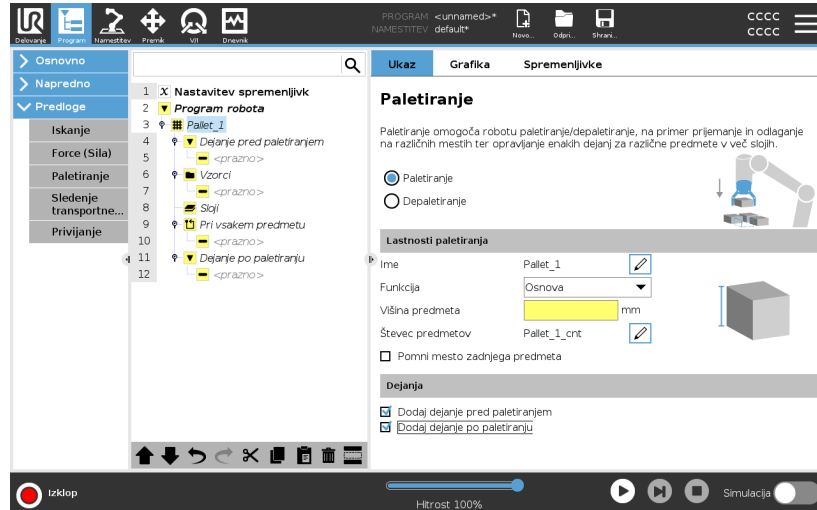 UR
PROGRAM <unnamed>*
NAMESTITEV default*
CCCC
CCCC
Delovanje Program Namestitev Premik V/I Dnevnik Novo... Odpri... Shrani...
Osnovno
Napredno
Predloge
Iskanje
Force (Sila)
Paletiranje
Sledenje
transportne...
Privijanje
1 x Nastavitev spremenljivk
2 Program robota
3 Pallet_1
4 Dejanje pred paletiranjem
5 <prazno>
6 Vzorci
7 <prazno>
8 Sloji
9 Pri vsakem predmetu
10 <prazno>
11 Dejanje po paletiranju
12 <prazno>
Ukaz Grafika Spremenljivke
Paletiranje
Paletiranje omogoča robotu paletiranje/depaletiranje, na primer prijemanje in odlaganje
na različnih mestih ter opravljanje enakih dejanj za različne predmete v več slojih.
Paletiranje
Depaletiranje
Lastnosti paletiranja
Ime Pallet_1
Funkcija Osnova
Višina predmeta mm
Števec predmetov Pallet_1_cnt
Pomni mesto zadnjega predmeta
Dejanja
Dodaj dejanje pred paletiranjem
Dodaj dejanje po paletiranju
Izklop
Hitrost 100%
Simulacija